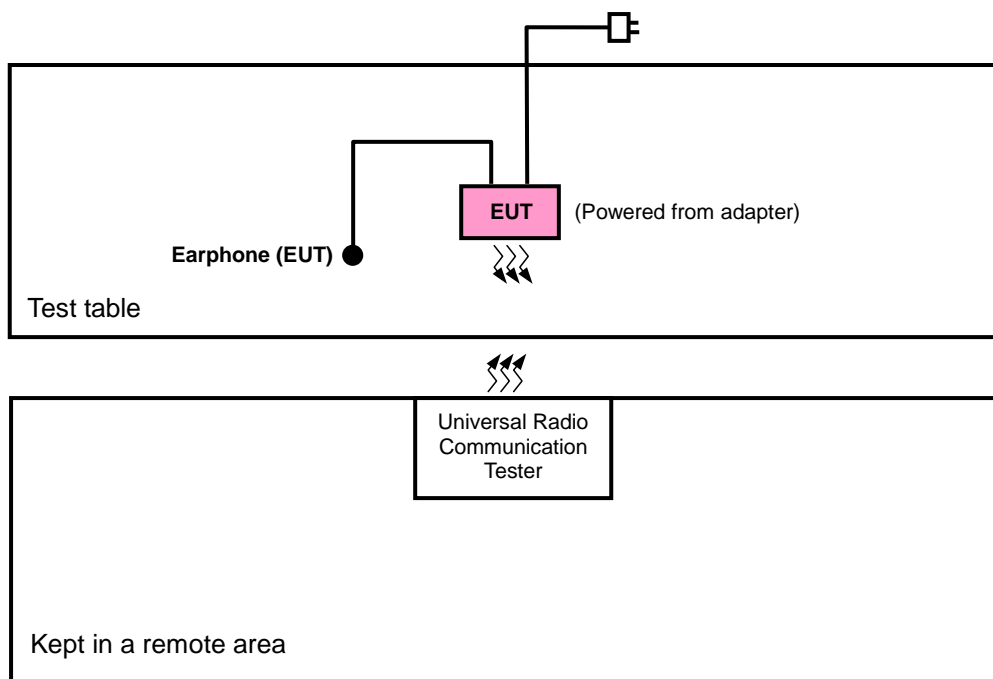 EUT
(Powered from adapter)
Earphone (EUT)
Test table
Universal Radio
Communication
Tester
Kept in a remote area